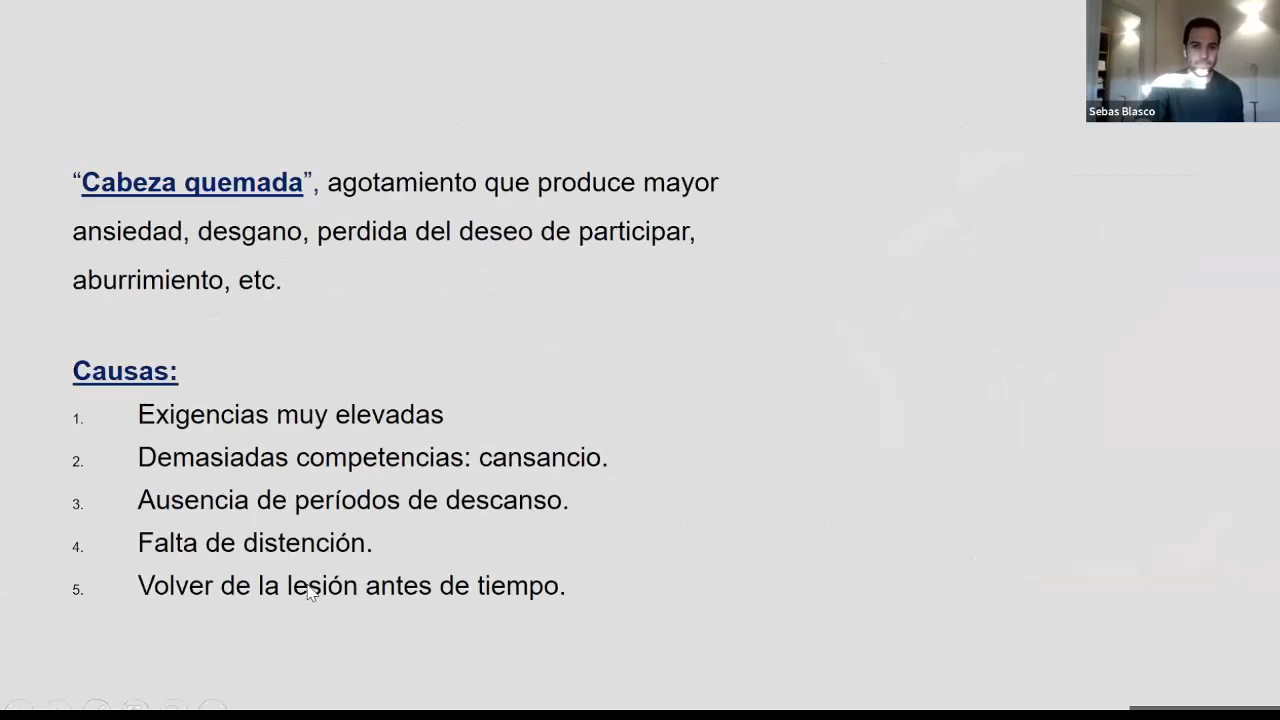 Sebas Blasco
“Cabeza quemada”, agotamiento que produce mayor
ansiedad, desgano, perdida del deseo de participar,
aburrimiento, etc.
Causas:
1. Exigencias muy elevadas
2. Demasiadas competencias: cansancio.
3. Ausencia de períodos de descanso.
4. Falta de distención.
5. Volver de la lesión antes de tiempo.